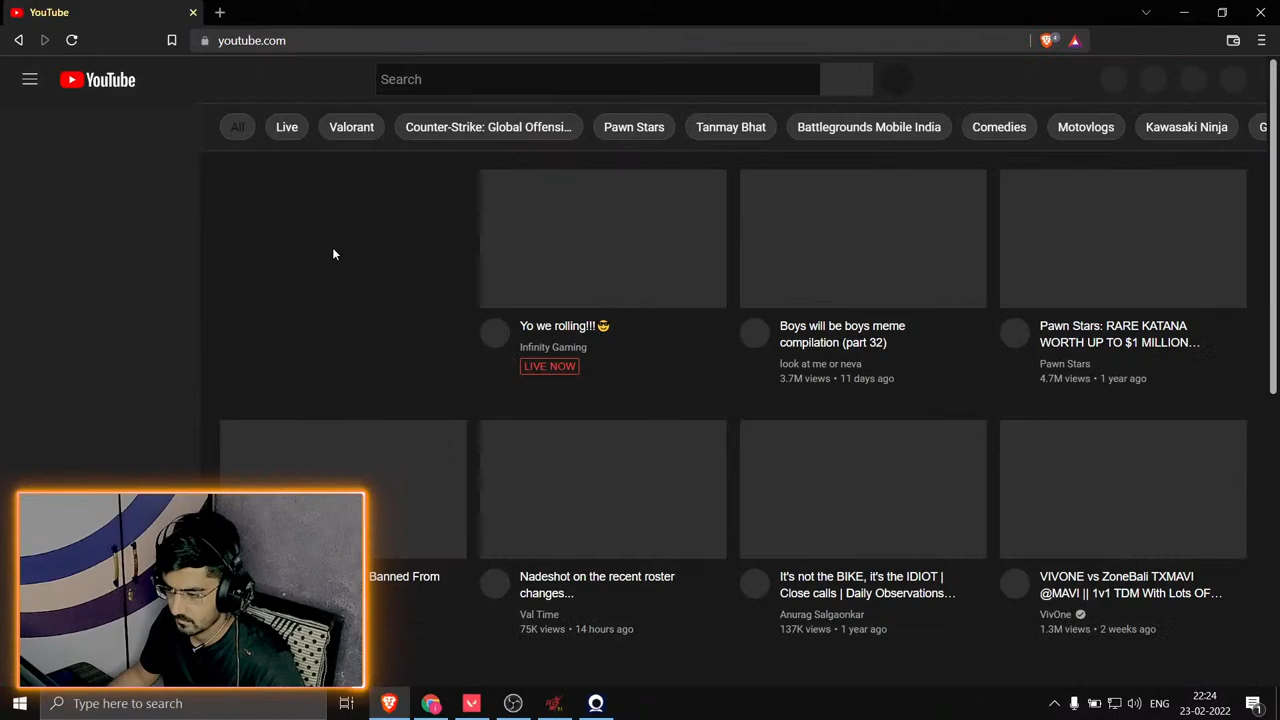 YouTube
youtube.com
4
YouTube
Search
All
Live
Valorant
Counter-Strike: Global Offensi...
Pawn Stars
Tanmay Bhat
Battlegrounds Mobile India
Comedies
Motovlogs
Kawasaki Ninja
G
Yo we rolling!!!😎
Infinity Gaming
LIVE NOW
Boys will be boys meme
compilation (part 32)
look at me or neva
3.7M views • 11 days ago
Pawn Stars: RARE KATANA
WORTH UP TO $1 MILLION...
Pawn Stars
4.7M views • 1 year ago
Banned From
Nadeshot on the recent roster
changes...
Val Time
75K views • 14 hours ago
It's not the BIKE, it's the IDIOT |
Close calls | Daily Observations...
Anurag Salgaonkar
137K views • 1 year ago
VIVONE vs ZoneBali TXMAVI
@MAVI || 1v1 TDM With Lots OF...
VivOne
1.3M views • 2 weeks ago
Type here to search
ENG
22:24
23-02-2022
1